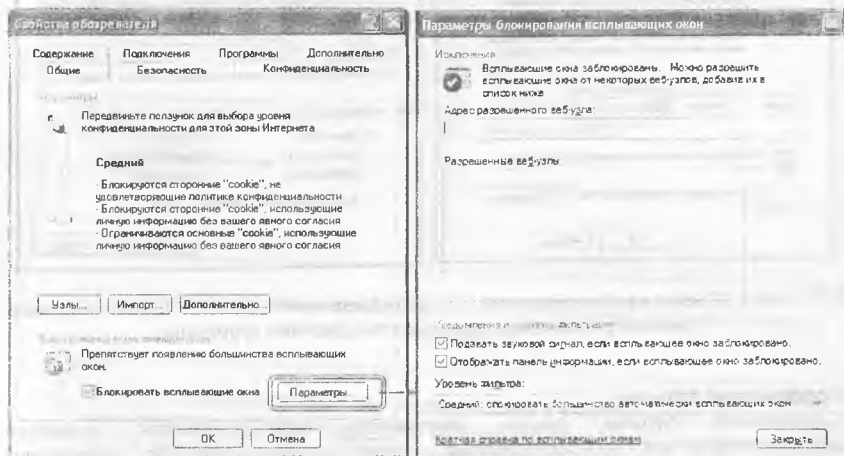 Свойства обозревателя
Содержание Подключения Программы Дополнительно
Общие Безопасность Конфиденциальность
Параметры
Передвиньте ползунок для выбора уровня
конфиденциальности для этой зоны Интернета
Средний
- Блокируются сторонние "cookie", не
удовлетворяющие политике конфиденциальности
- Блокируются сторонние "cookie", использующие
личную информацию без вашего явного согласия
- Ограничиваются основные "cookie", использующие
личную информацию без вашего явного согласия
Узлы... Импорт... Дополнительно...
Препятствует появлению большинства всплывающих
окон.
Блокировать всплывающие окна Параметры...
OK Отмена
Параметры блокирования всплывающих окон
Исключения
Всплывающие окна заблокированы. Можно разрешить
всплывающие окна от некоторых веб-узлов, добавив их в
список ниже.
Адрес разрешенного веб-узла:
Разрешенные веб-узлы:
Уведомления и фильтрации
Подавать звуковой сигнал, если всплывающее окно заблокировано.
Отображать панель информации, если всплывающее окно заблокировано.
Уровень фильтра:
Средний: блокировать большинство автоматически всплывающих окон
Краткая справка по всплывающим окнам
Закрыть